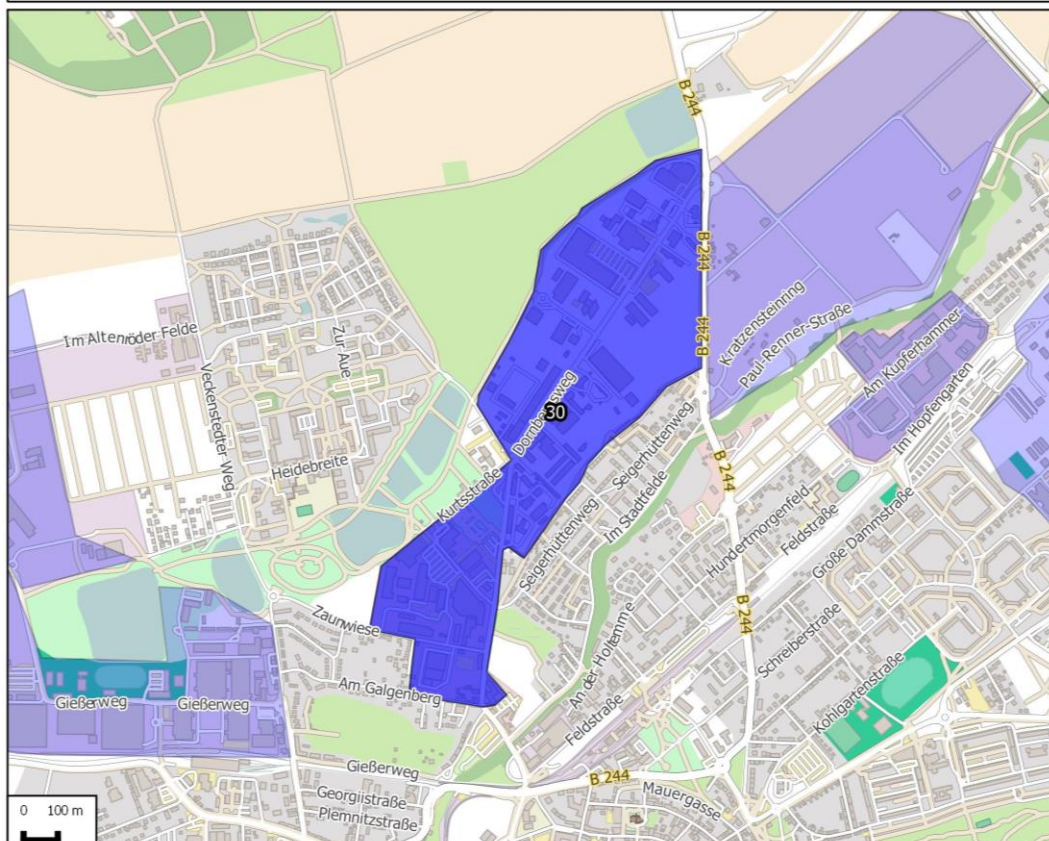 B 244
B 244
B 244
Kratzensteinring
Paul-Renner-Straße
Im Altenröder Felde
Zur Aue
Veckenstedter Weg
Am Kupferhammer
Im Hopfengarten
Dornbergsweg
30
Seigerhüttenweg
Heidebreite
Kurtsstraße
Im Stadtfelde
B 244
Hundertmorgenfeld
Feldstraße
Große Dammstraße
Seigerhüttenweg
Zaunwiese
An der Holtemme
B 244
Schreiberstraße
Kohlgartenstraße
Am Galgenberg
Gießerweg
Gießerweg
Feldstraße
Gießerweg
B 244
Georgiistraße
Mauergasse
Plemnitzstraße
0 100 m